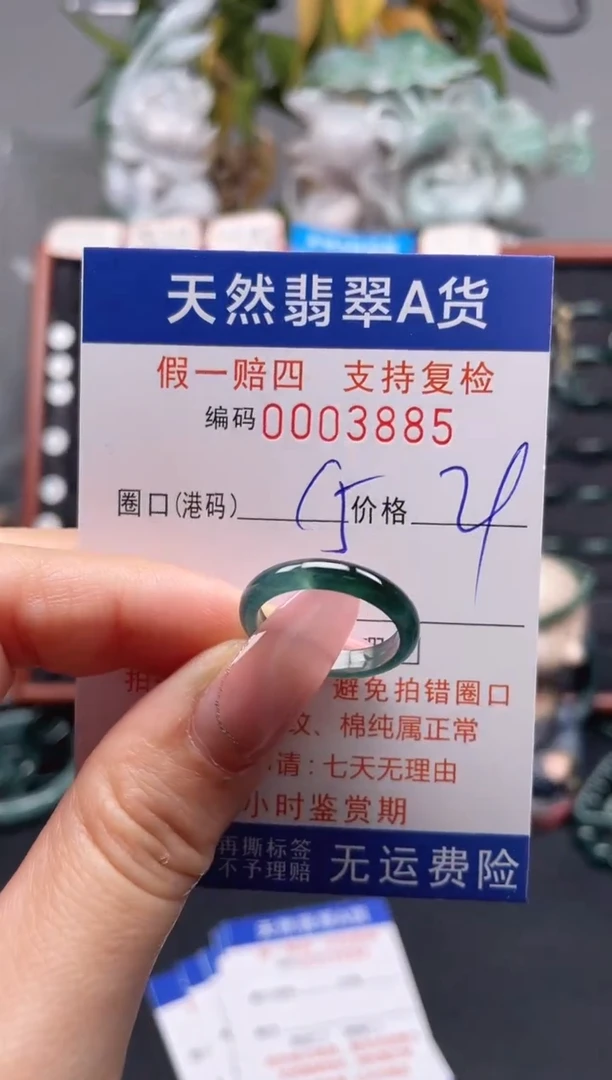 天然翡翠A货
假一赔四 支持复检
编码0003885
圈口(港码) 15 价格
避免拍错圈口
纹、棉纯属正常
请：七天无理由
小时鉴赏期
再撕标签
不予理赔
无运费险